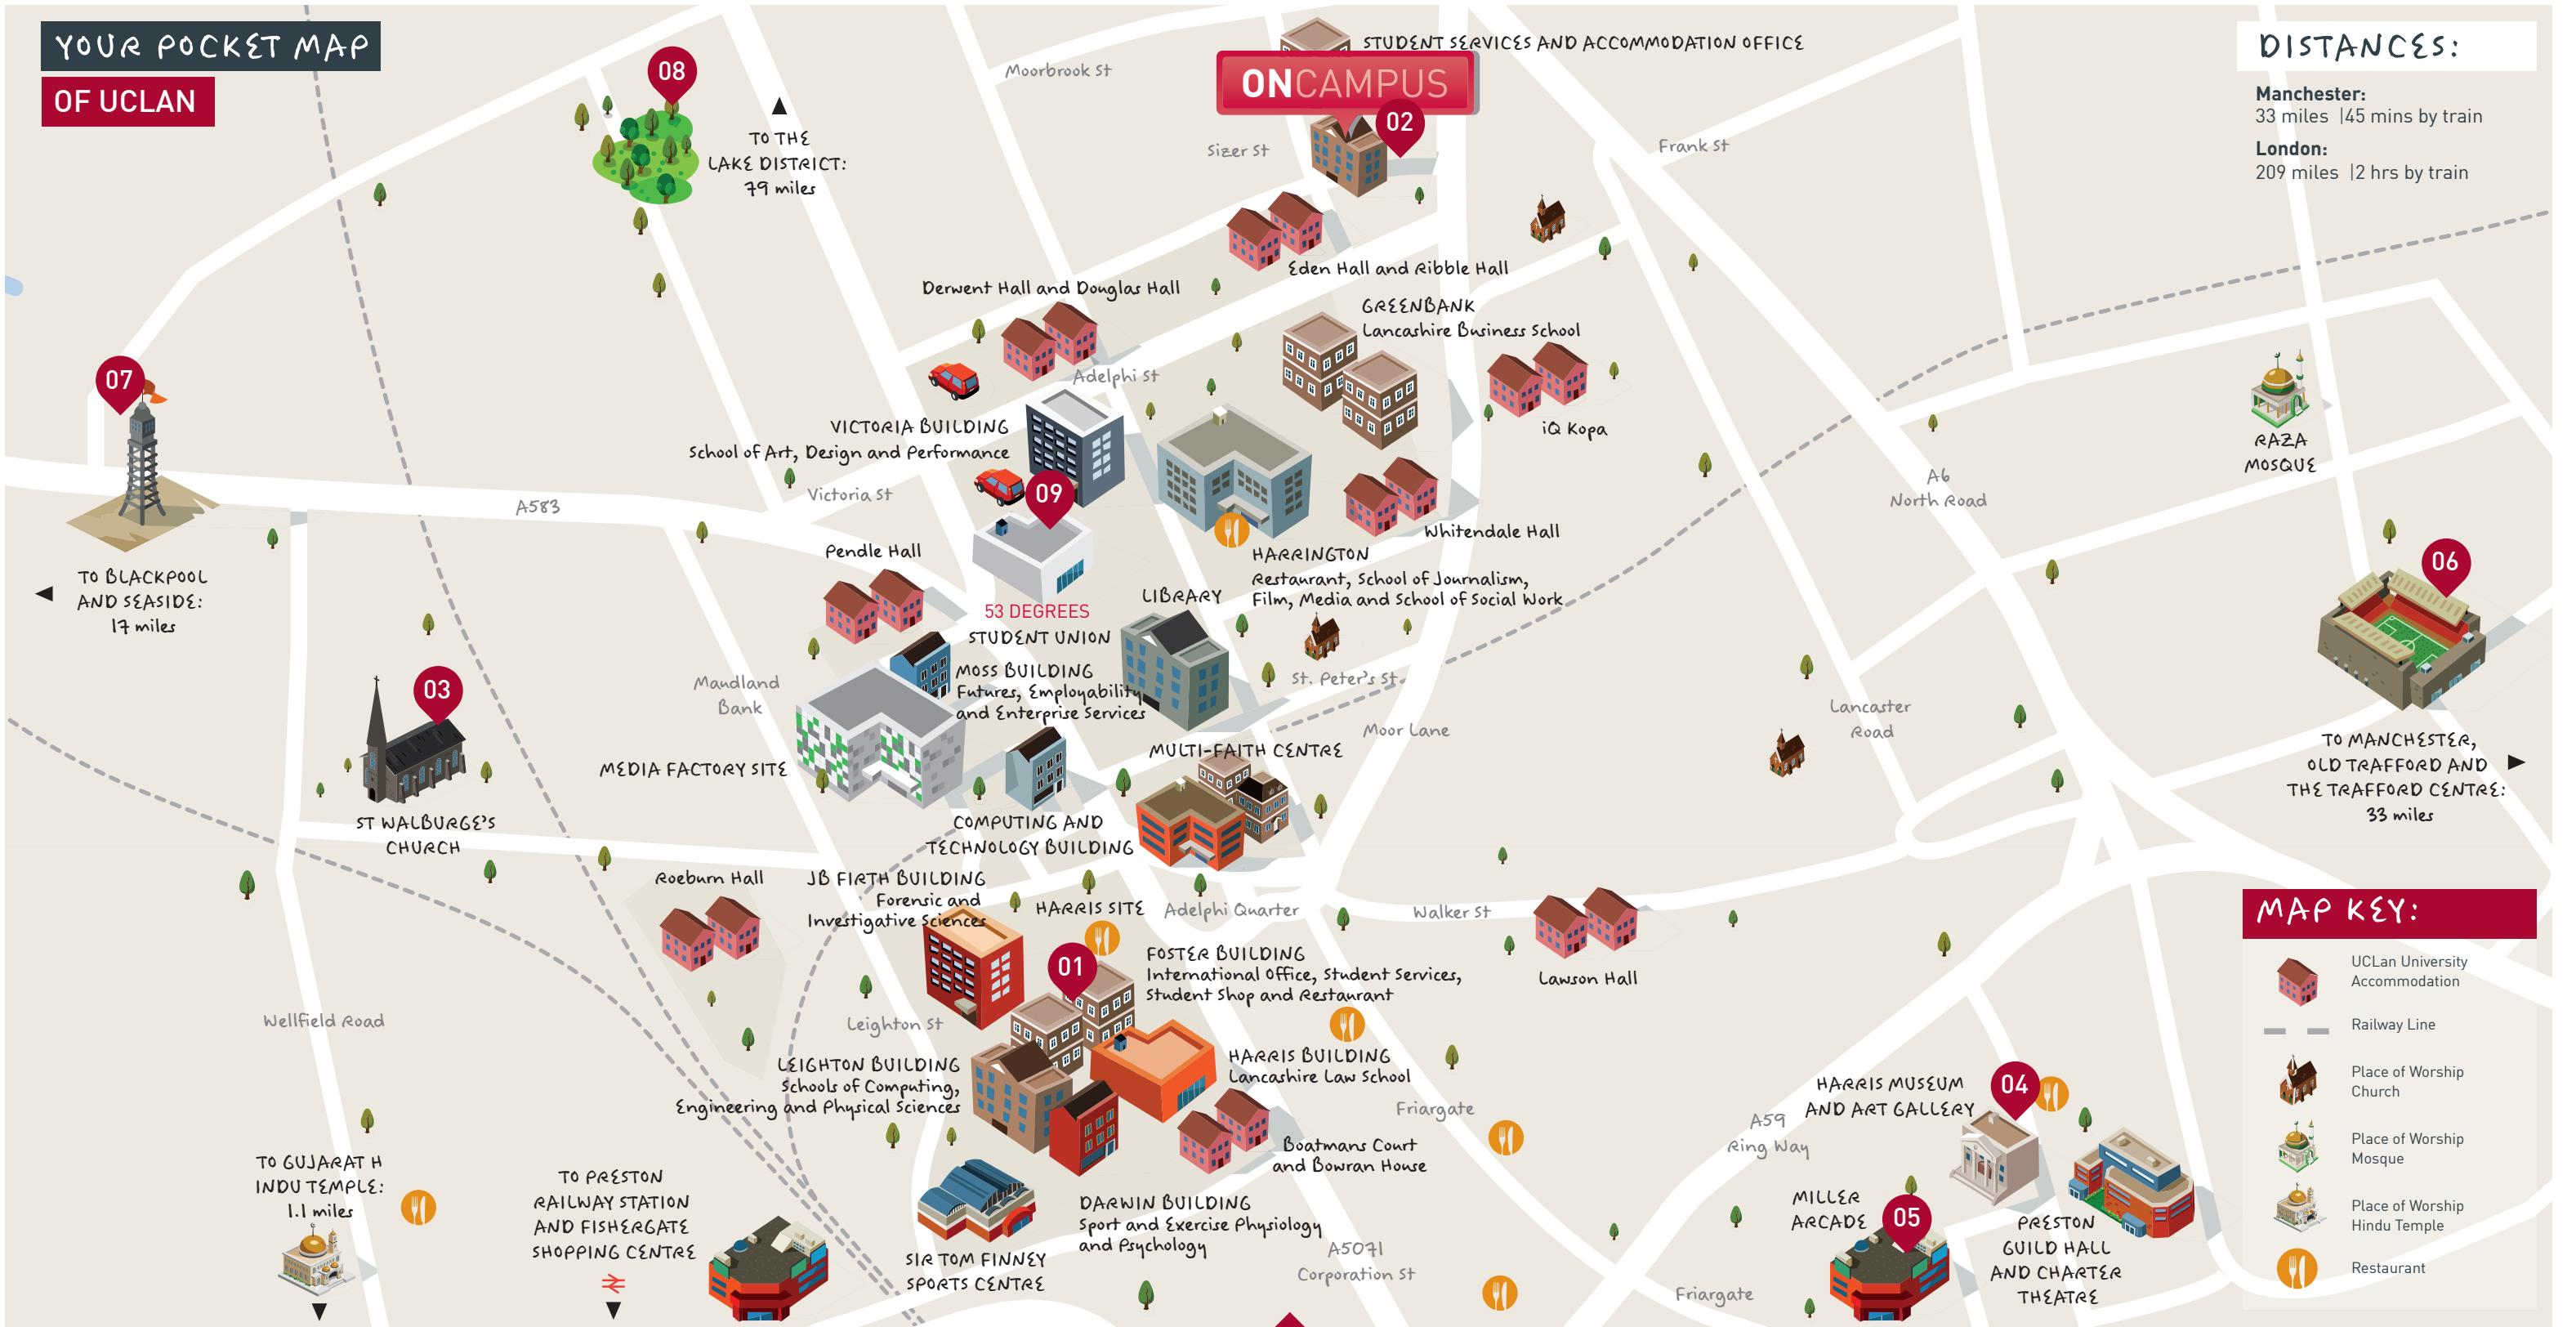 YOUR POCKET MAP
OF UCLAN
08
TO THE
LAKE DISTRICT:
79 miles
Moorbrook St
STUDENT SERVICES AND ACCOMMODATION OFFICE
ONCAMPUS
02
Sizer St
Frank St
DISTANCES:
Manchester:
33 miles |45 mins by train
London:
209 miles |2 hrs by train
Eden Hall and Ribble Hall
Derwent Hall and Douglas Hall
GREENBANK
Lancashire Business School
07
Adelphi St
iQ Kopa
RAZA
MOSQUE
VICTORIA BUILDING
School of Art, Design and Performance
Victoria St
09
A583
A6
North Road
Whitendale Hall
Pendle Hall
HARRINGTON
Restaurant, School of Journalism,
Film, Media and School of Social Work
06
TO BLACKPOOL
AND SEASIDE:
17 miles
53 DEGREES
STUDENT UNION
LIBRARY
MOSS BUILDING
Futures, Employability
and Enterprise Services
03
Maudland
Bank
St. Peter's St
Moor Lane
Lancaster
Road
MEDIA FACTORY SITE
MULTI-FAITH CENTRE
TO MANCHESTER,
OLD TRAFFORD AND
THE TRAFFORD CENTRE:
33 miles
ST WALBURGE'S
CHURCH
COMPUTING AND
TECHNOLOGY BUILDING
Roeburn Hall
JB FIRTH BUILDING
Forensic and
Investigative Sciences
HARRIS SITE
Adelphi Quarter
Walker St
Lawson Hall
01
FOSTER BUILDING
International Office, Student Services,
Student Shop and Restaurant
Wellfield Road
Leighton St
LEIGHTON BUILDING
Schools of Computing,
Engineering and Physical Sciences
HARRIS BUILDING
Lancashire Law School
Friargate
Boatmans Court
and Bowran House
A59
Ring Way
HARRIS MUSEUM
AND ART GALLERY
04
MILLER
ARCADE
05
PRESTON
GUILD HALL
AND CHARTER
THEATRE
TO GUJARAT H
INDU TEMPLE:
1.1 miles
TO PRESTON
RAILWAY STATION
AND FISHERGATE
SHOPPING CENTRE
SIR TOM FINNEY
SPORTS CENTRE
DARWIN BUILDING
Sport and Exercise Physiology
and Psychology
A5071
Corporation St
Friargate
MAP KEY:
UCLan University
Accommodation
Railway Line
Place of Worship
Church
Place of Worship
Mosque
Place of Worship
Hindu Temple
Restaurant